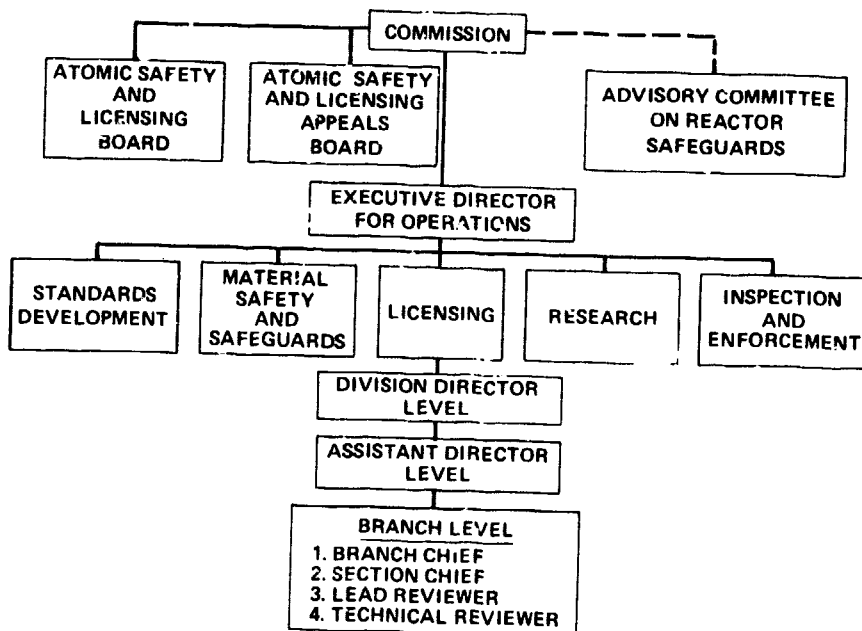 COMMISSION
ATOMIC SAFETY
AND
LICENSING
BOARD
ATOMIC SAFETY
AND LICENSING
APPEALS
BOARD
ADVISORY COMMITTEE
ON REACTOR
SAFEGUARDS
EXECUTIVE DIRECTOR
FOR OPERATIONS
STANDARDS
DEVELOPMENT
MATERIAL
SAFETY
AND
SAFEGUARDS
LICENSING
RESEARCH
INSPECTION
AND
ENFORCEMENT
DIVISION DIRECTOR
LEVEL
ASSISTANT DIRECTOR
LEVEL
BRANCH LEVEL
1. BRANCH CHIEF
2. SECTION CHIEF
3. LEAD REVIEWER
4. TECHNICAL REVIEWER